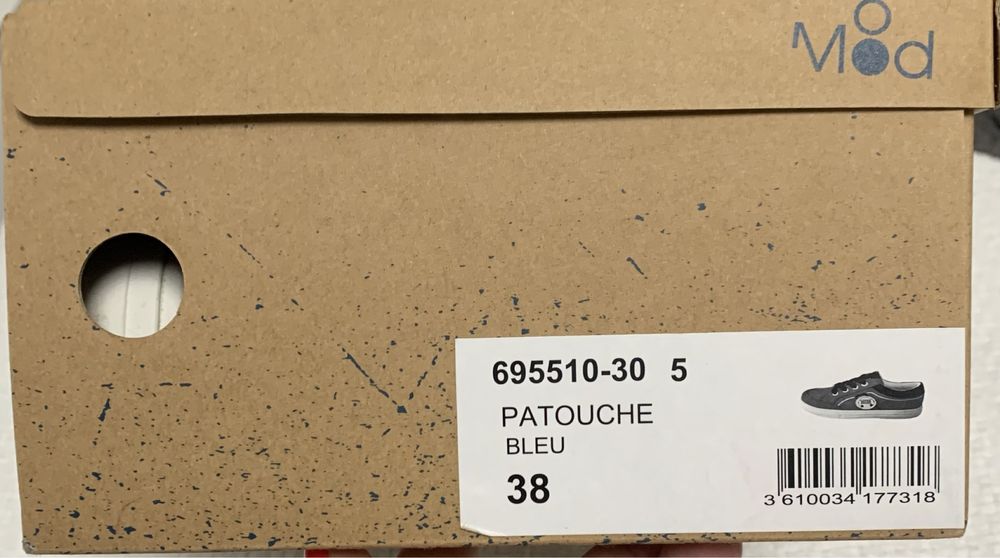 Mod
695510-30 5
PATOUCHE
BLEU
38
3 610034 177318